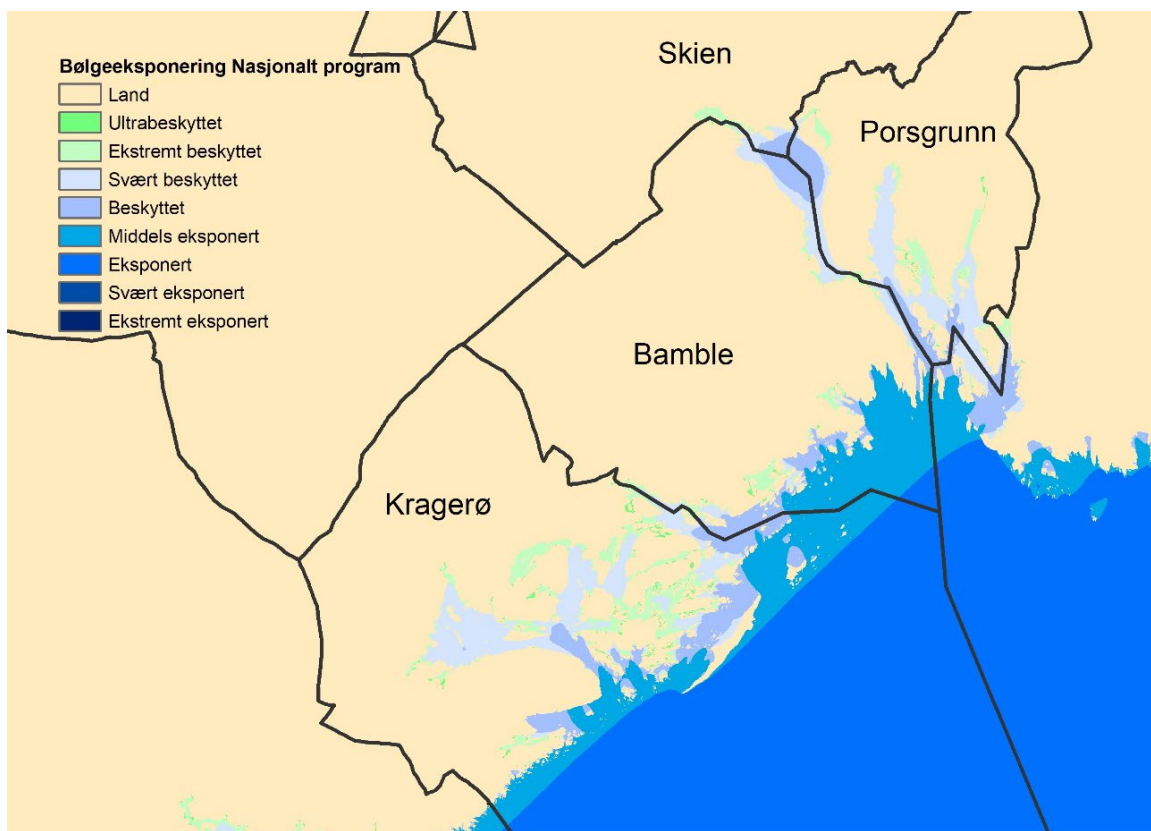 Bølgeeksponering Nasjonalt program
Land
Ultrabeskyttet
Ekstremt beskyttet
Svært beskyttet
Beskyttet
Middels eksponert
Eksponert
Svært eksponert
Ekstremt eksponert
Skien
Porsgrunn
Bamble
Kragerø